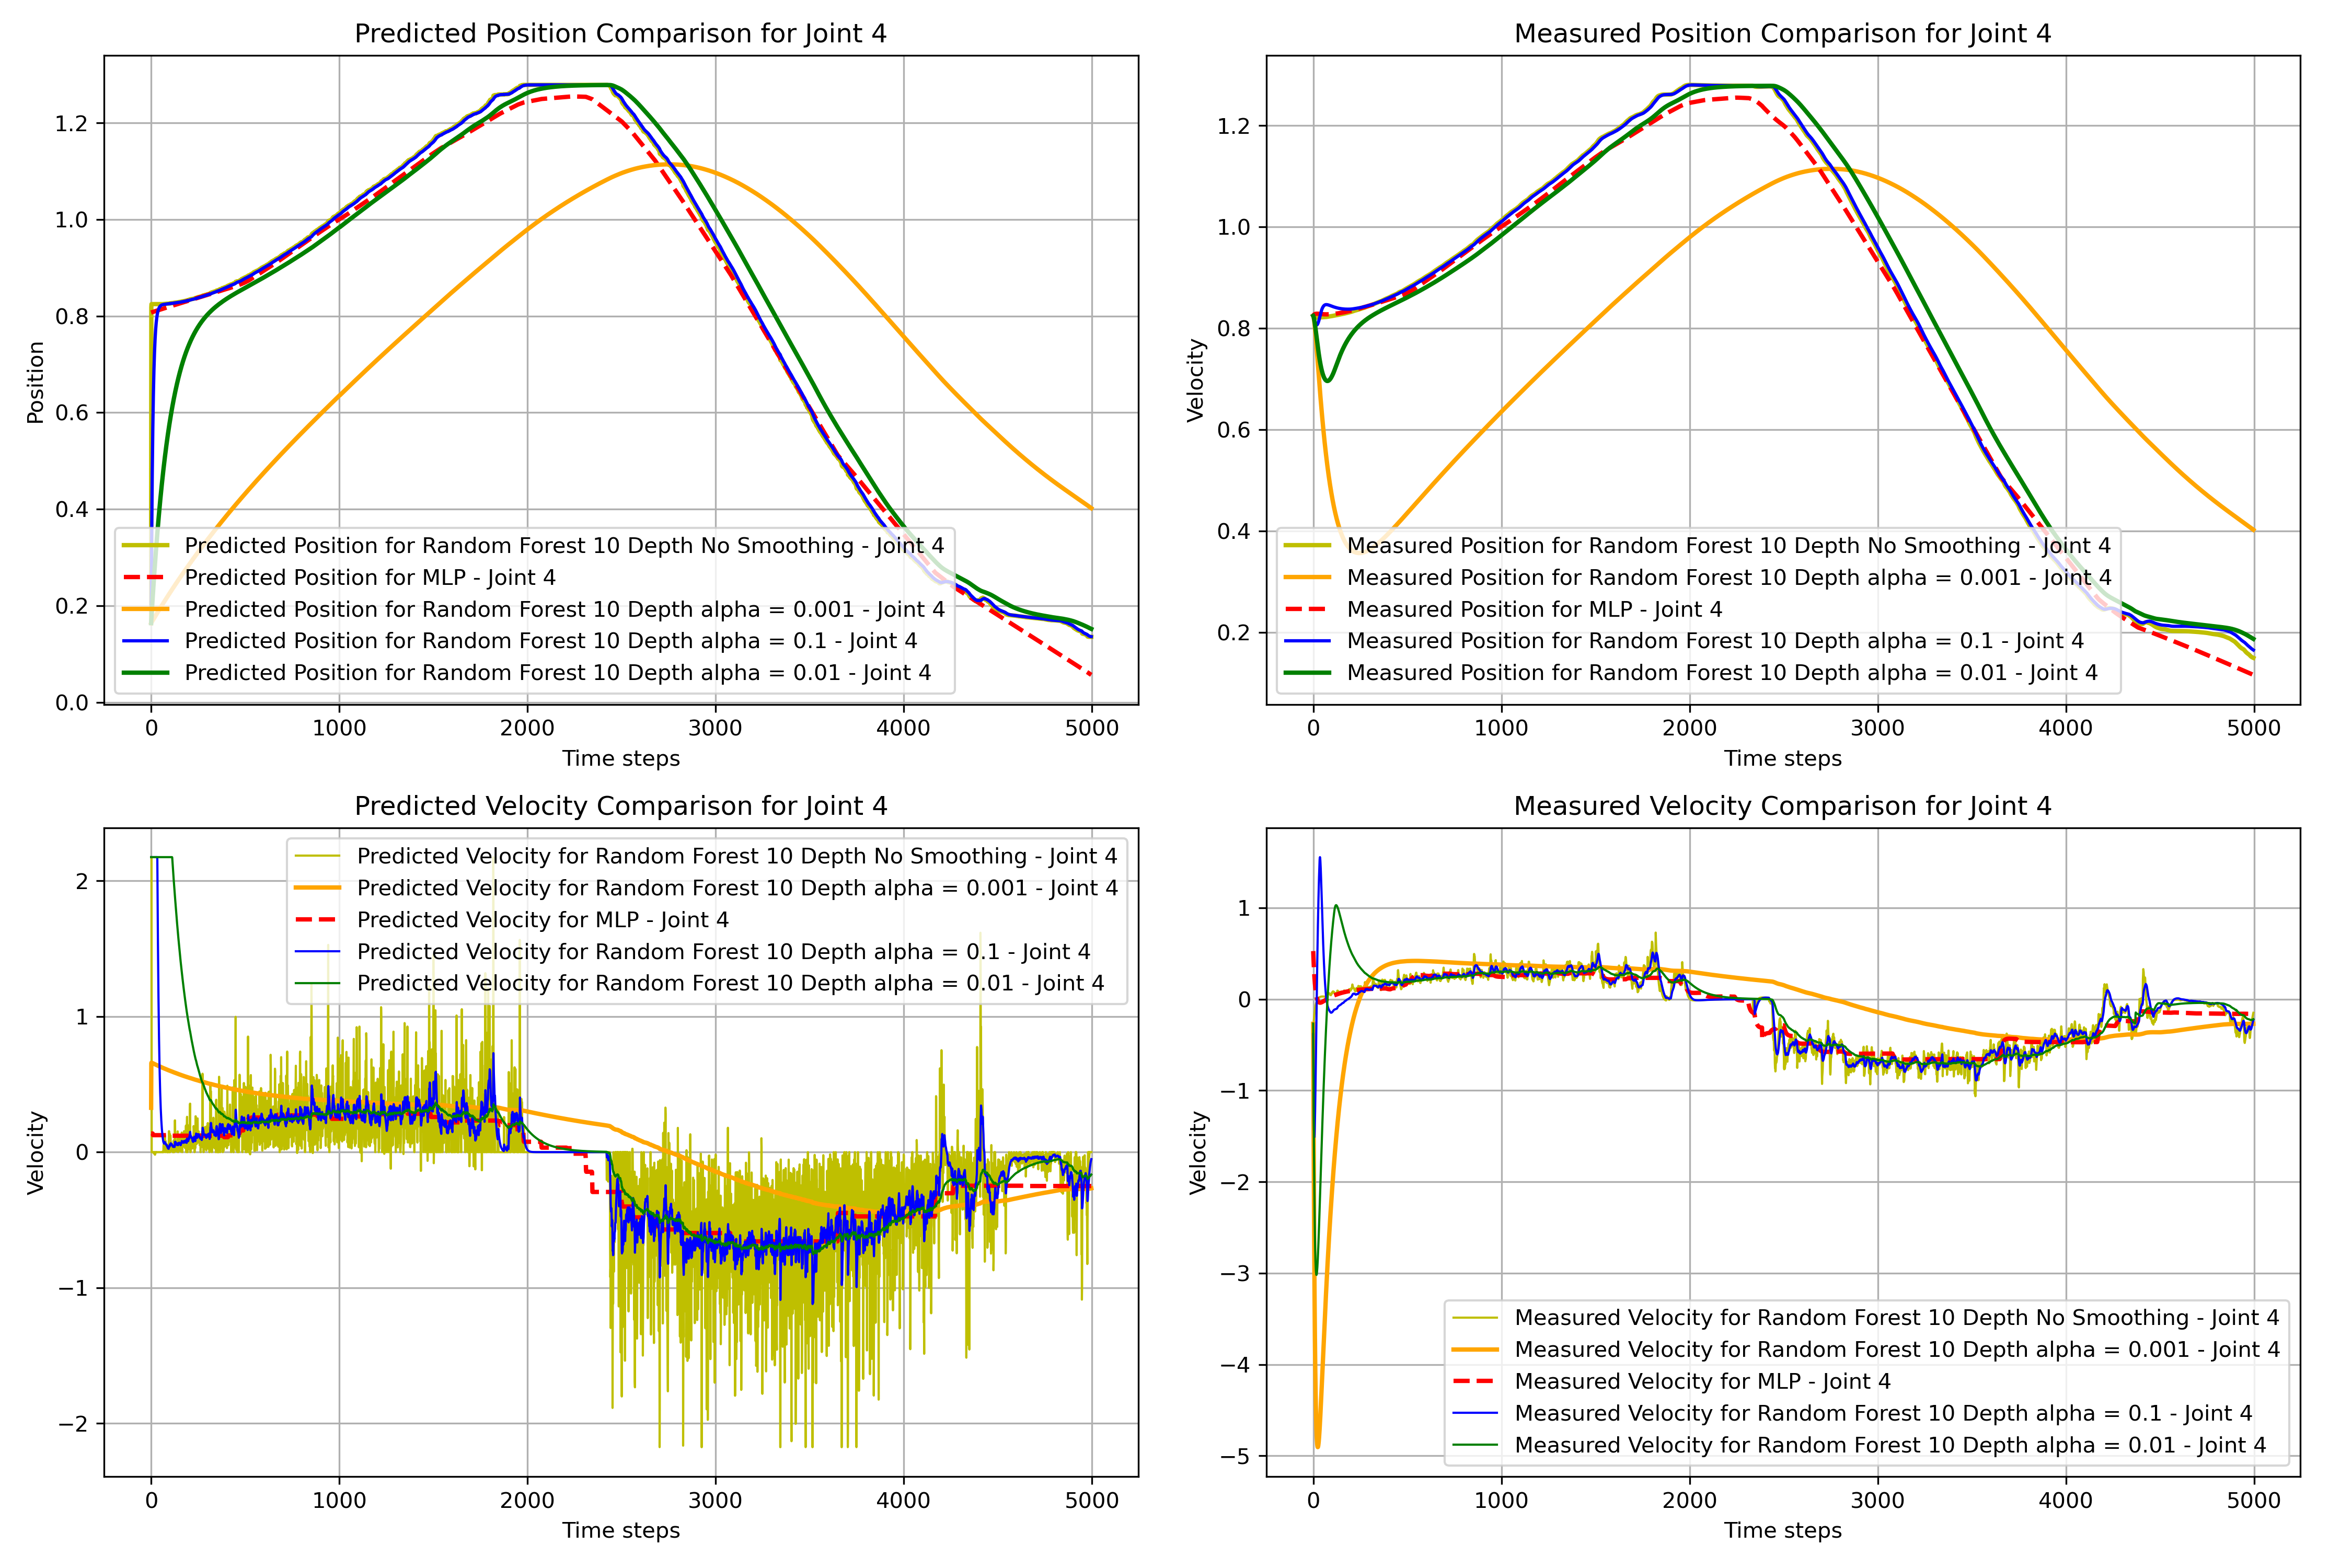 Predicted Position Comparison for Joint 4
Position
1.2
1.0
0.8
0.6
0.4
0.2
0.0
Predicted Position for Random Forest 10 Depth No Smoothing - Joint 4
Predicted Position for MLP - Joint 4
Predicted Position for Random Forest 10 Depth alpha = 0.001 - Joint 4
Predicted Position for Random Forest 10 Depth alpha = 0.1 - Joint 4
Predicted Position for Random Forest 10 Depth alpha = 0.01 - Joint 4
0 1000 2000 3000 4000 5000
Time steps
Measured Position Comparison for Joint 4
Velocity
1.2
1.0
0.8
0.6
0.4
0.2
Measured Position for Random Forest 10 Depth No Smoothing - Joint 4
Measured Position for Random Forest 10 Depth alpha = 0.001 - Joint 4
Measured Position for MLP - Joint 4
Measured Position for Random Forest 10 Depth alpha = 0.1 - Joint 4
Measured Position for Random Forest 10 Depth alpha = 0.01 - Joint 4
0 1000 2000 3000 4000 5000
Time steps
Predicted Velocity Comparison for Joint 4
Velocity
2
1
0
−1
−2
Predicted Velocity for Random Forest 10 Depth No Smoothing - Joint 4
Predicted Velocity for Random Forest 10 Depth alpha = 0.001 - Joint 4
Predicted Velocity for MLP - Joint 4
Predicted Velocity for Random Forest 10 Depth alpha = 0.1 - Joint 4
Predicted Velocity for Random Forest 10 Depth alpha = 0.01 - Joint 4
0 1000 2000 3000 4000 5000
Time steps
Measured Velocity Comparison for Joint 4
Velocity
1
0
−1
−2
−3
−4
−5
Measured Velocity for Random Forest 10 Depth No Smoothing - Joint 4
Measured Velocity for Random Forest 10 Depth alpha = 0.001 - Joint 4
Measured Velocity for MLP - Joint 4
Measured Velocity for Random Forest 10 Depth alpha = 0.1 - Joint 4
Measured Velocity for Random Forest 10 Depth alpha = 0.01 - Joint 4
0 1000 2000 3000 4000 5000
Time steps